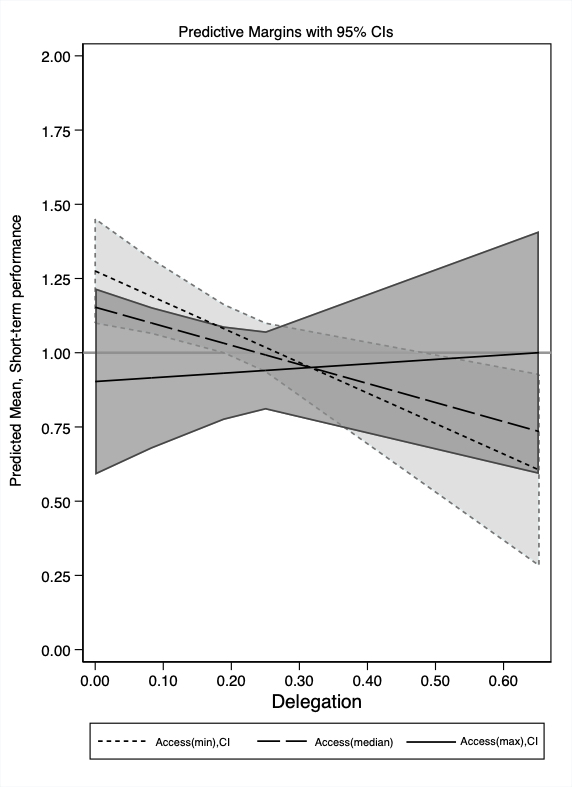 Predictive Margins with 95% CIs
2.00
1.75
1.50
1.25
1.00
0.75
0.50
0.25
0.00
Predicted Mean, Short-term performance
0.00 0.10 0.20 0.30 0.40 0.50 0.60
Delegation
Access(min),CI Access(median) Access(max),CI